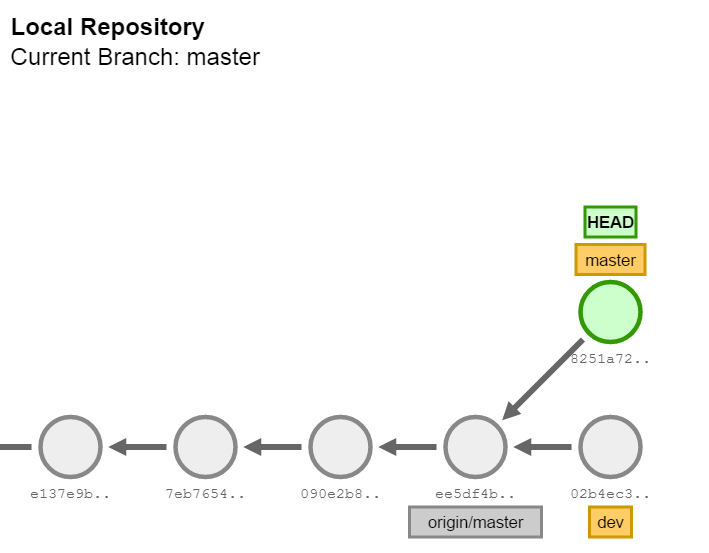 Local Repository
Current Branch: master
HEAD
master
8251a72..
e137e9b..
7eb7654..
090e2b8..
ee5df4b..
02b4ec3..
origin/master
dev